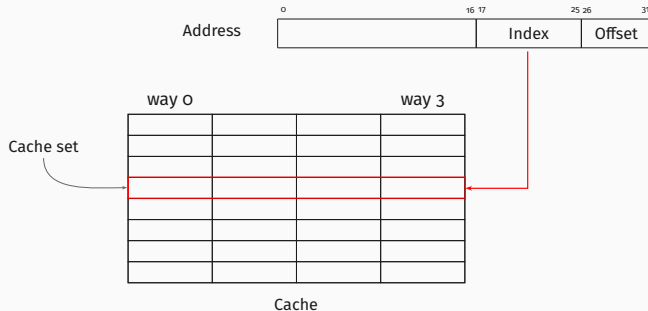 0 16 17 25 26 31
Address Index Offset
way 0 way 3
Cache set
Cache